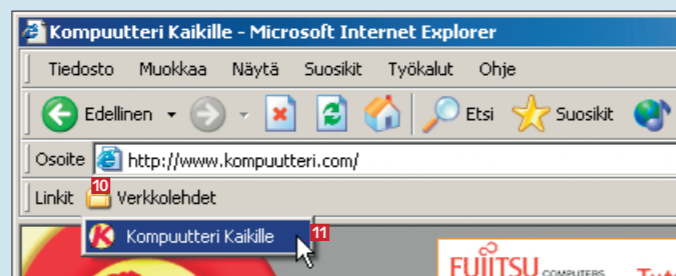 Kompuutteri Kaikille - Microsoft Internet Explorer
Tiedosto Muokkaa Näytä Suosikit Työkalut Ohje
Edellinen Etsi Suosikit
Osoite http://www.kompuutteri.com/
Linkit 10 Verkkolehdet
K Kompuutteri Kaikille 11
FUJITSU COMPUTERS